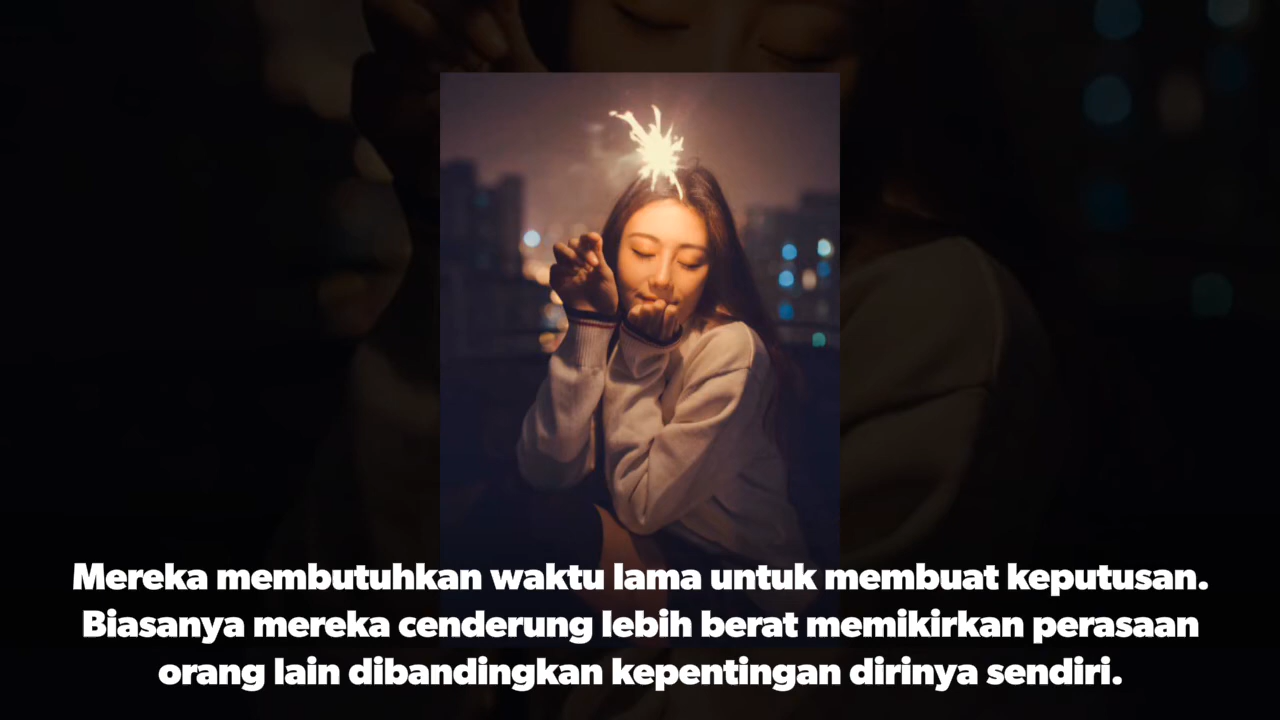 Mereka membutuhkan waktu lama untuk membuat keputusan.
Biasanya mereka cenderung lebih berat memikirkan perasaan
orang lain dibandingkan kepentingan dirinya sendiri.